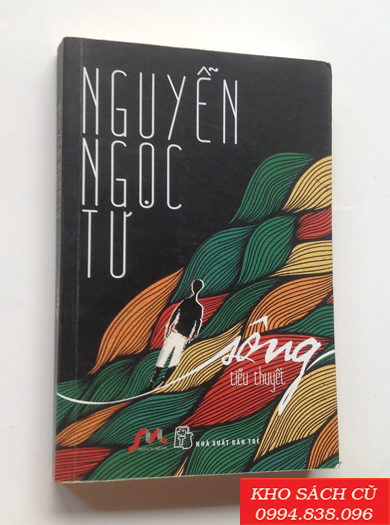 NGUYỄN
NGỌC
TƯ
sông
tiểu thuyết
NHÀ XUẤT BẢN TRẺ
KHO SÁCH CŨ
0994.838.096